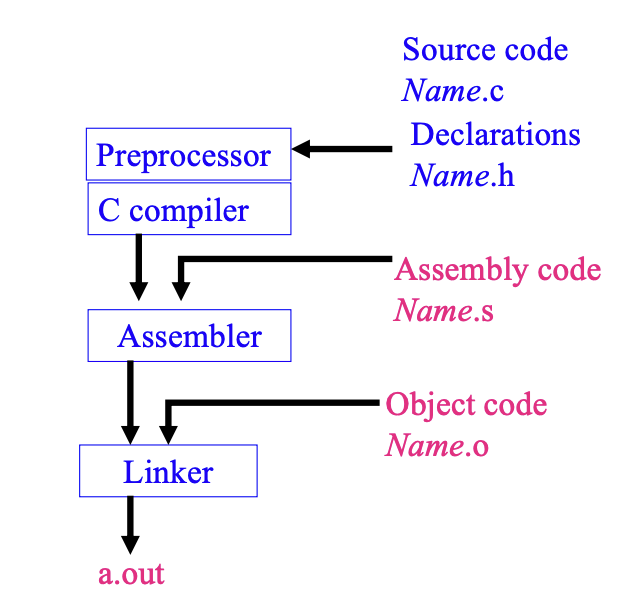 Source code
Name.c
Declarations
Name.h
Preprocessor
C compiler
Assembly code
Name.s
Assembler
Object code
Name.o
Linker
a.out